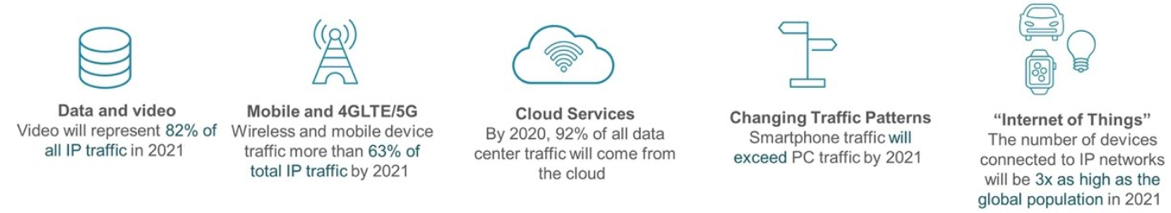 Data and video
Video will represent 82% of
all IP traffic in 2021
Mobile and 4GLTE/5G
Wireless and mobile device
traffic more than 63% of
total IP traffic by 2021
Cloud Services
By 2020, 92% of all data
center traffic will come from
the cloud
Changing Traffic Patterns
Smartphone traffic will
exceed PC traffic by 2021
“Internet of Things”
The number of devices
connected to IP networks
will be 3x as high as the
global population in 2021